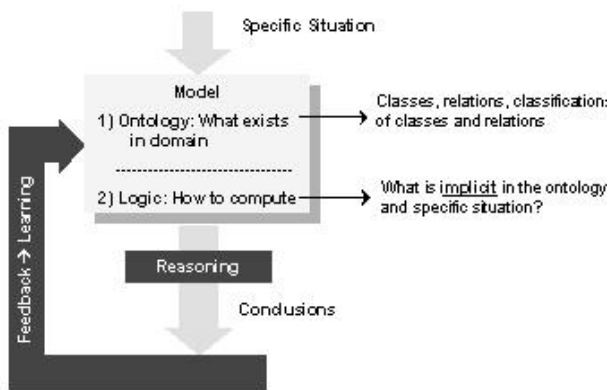 Specific Situation
Model
1) Ontology: What exists
in domain
2) Logic: How to compute
Classes, relations, classification:
of classes and relations
What is implicit in the ontology
and specific situation?
Reasoning
Conclusions
Feedback → Learning